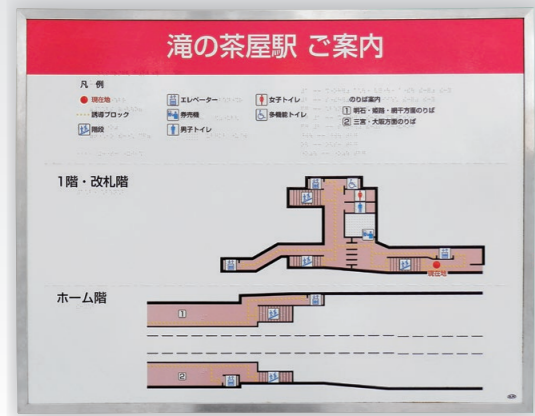 滝の茶屋駅 ご案内
凡 例
現在地
誘導ブロック
階段
エレベーター
券売機
男子トイレ
女子トイレ
多機能トイレ
のりば案内
1 明石・姫路・網干方面のりば
2 三宮・大阪方面のりば
1階・改札階
現在地
ホーム階
1
2